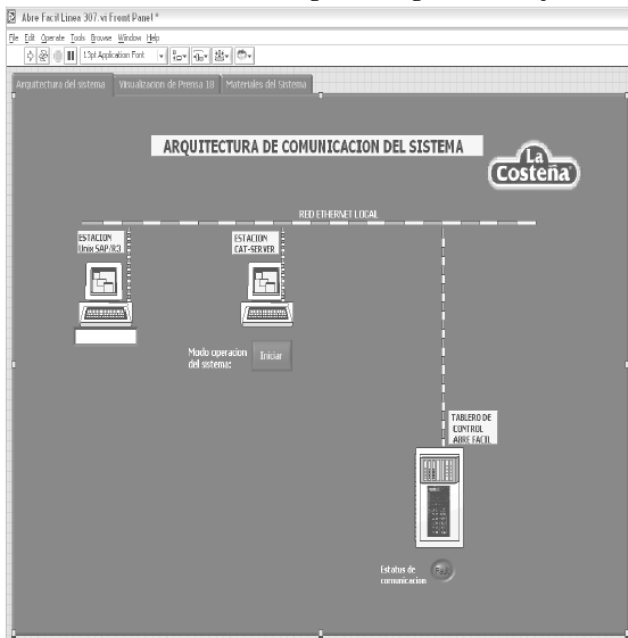 Abre Facil Linea 307.vi Front Panel *
File Edit Operate Tools Browse Window Help
13pt Application Font
Arquitectura del sistema Visualizacion de Prensa 18 Materiales del Sistema
ARQUITECTURA DE COMUNICACION DEL SISTEMA
La
Costeña
RED ETHERNET LOCAL
ESTACION
Unix SAP/R3
ESTACION
CAT-SERVER
Modo operacion
del sistema:
Iniciar
TABLERO DE
CONTROL
ABRE FACIL
Estatus de
comunicacion